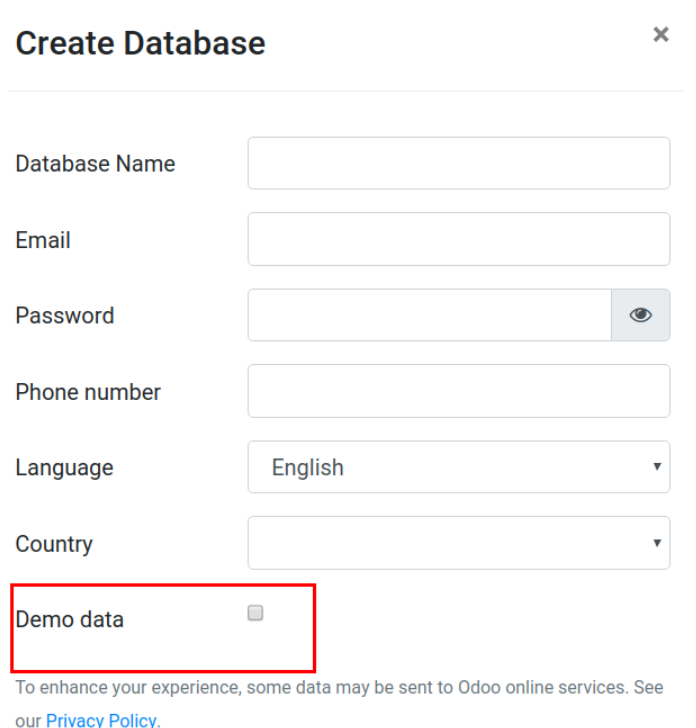 Create Database
×
Database Name
Email
Password
Phone number
Language English
Country
Demo data
To enhance your experience, some data may be sent to Odoo online services. See
our Privacy Policy.